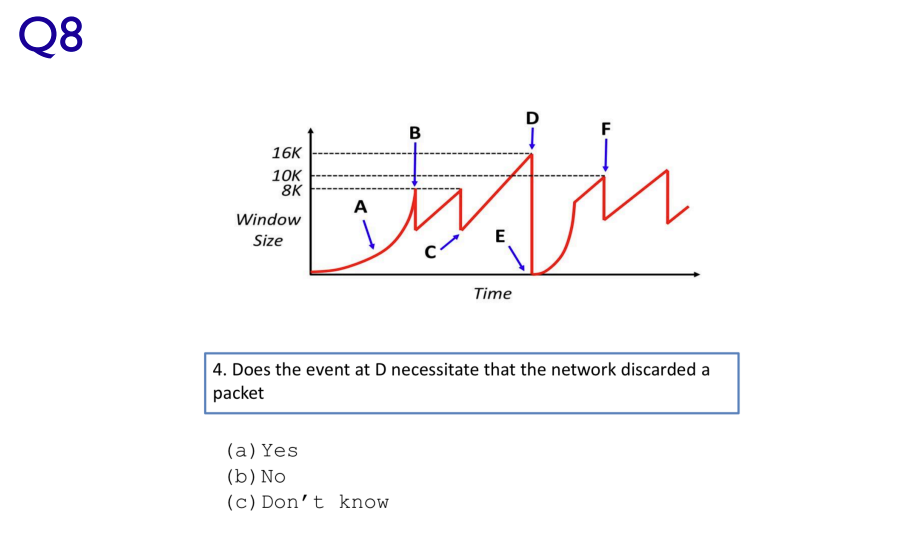 Q8
D
B
F
16K
10K
8K
A
Window
Size
E
C
Time
4. Does the event at D necessitate that the network discarded a
packet
(a) Yes
(b) No
(c) Don't know